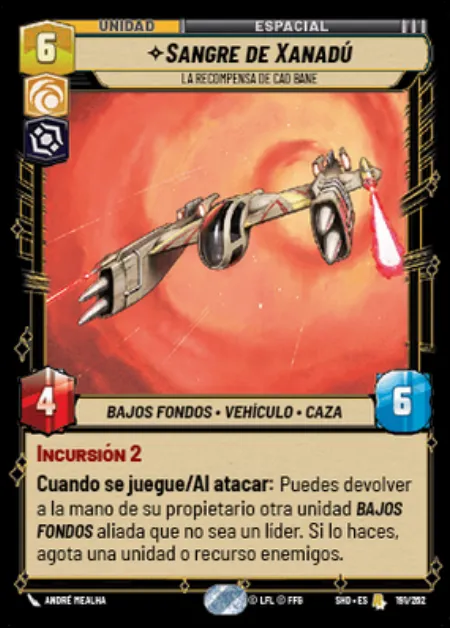 UNIDAD
ESPACIAL
6
SANGRE DE XANADÚ
LA RECOMPENSA DE CAD BANE
4
BAJOS FONDOS • VEHÍCULO • CAZA
6
INCURSIÓN 2
Cuando se juegue/Al atacar: Puedes devolver
a la mano de su propietario otra unidad BAJOS
FONDOS aliada que no sea un líder. Si lo haces,
agota una unidad o recurso enemigos.
ANDRÉ MEALHA
© LFL © FFG
SHD • ES
191/262